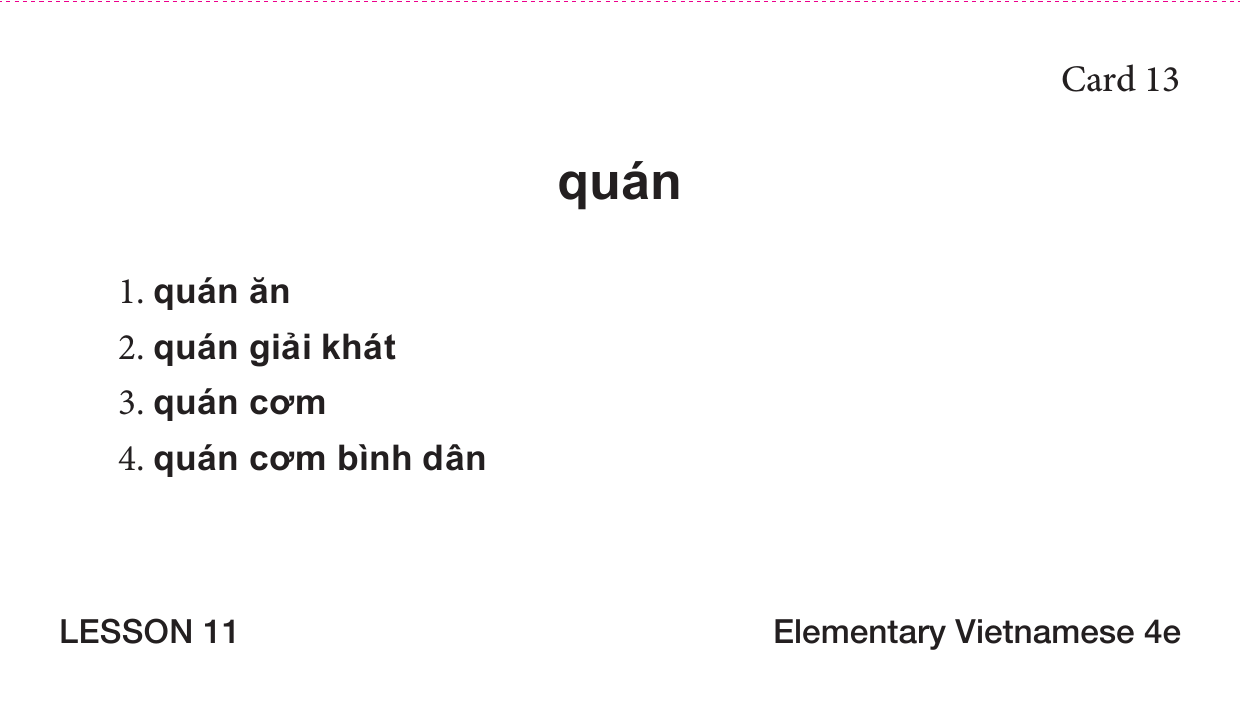 Card 13
quán
1. quán ăn
2. quán giải khát
3. quán cơm
4. quán cơm bình dân
LESSON 11
Elementary Vietnamese 4e